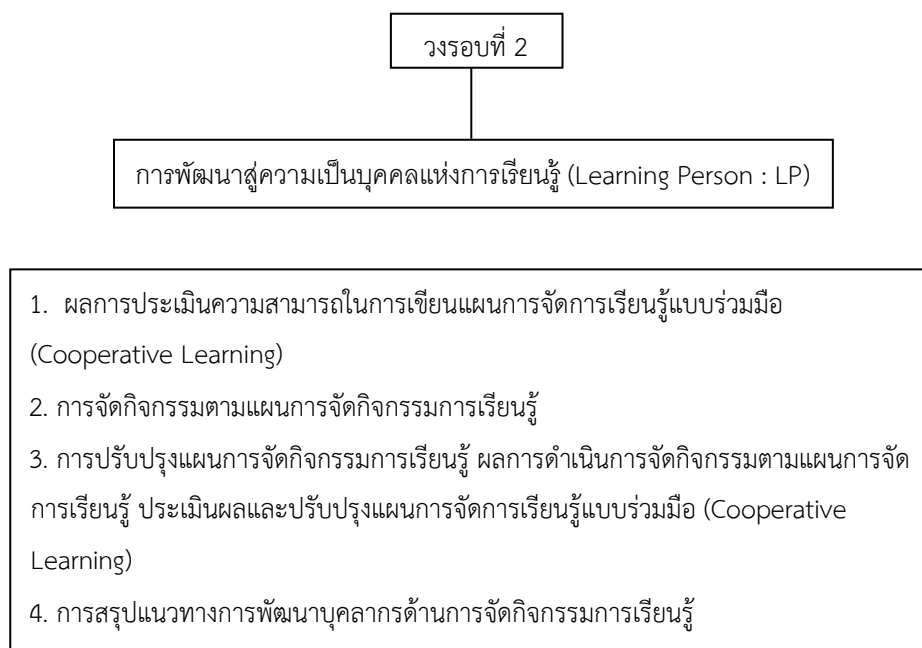 วงรอบที่ 2
การพัฒนาสู่ความเป็นบุคคลแห่งการเรียนรู้ (Learning Person : LP)
1. ผลการประเมินความสามารถในการเขียนแผนการจัดการเรียนรู้แบบร่วมมือ
(Cooperative Learning)
2. การจัดกิจกรรมตามแผนการจัดกิจกรรมการเรียนรู้
3. การปรับปรุงแผนการจัดกิจกรรมการเรียนรู้ ผลการดำเนินการจัดกิจกรรมตามแผนการจัด
การเรียนรู้ ประเมินผลและปรับปรุงแผนการจัดการเรียนรู้แบบร่วมมือ (Cooperative
Learning)
4. การสรุปแนวทางการพัฒนาบุคลากรด้านการจัดกิจกรรมการเรียนรู้